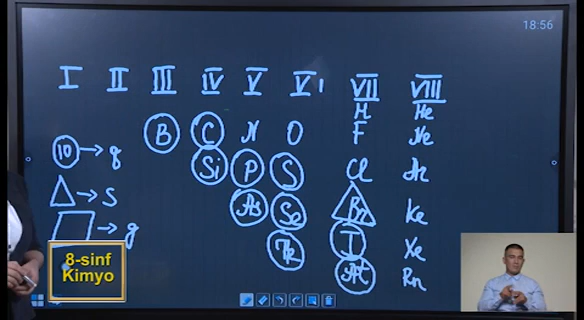 18:56
I II III IV V VI VII VIII
H He
B C N O F Ne
10 → q
Si P S Cl Ar
△ → S
As Se Br Kr
→ g
Te I Xe
At Rn
8-sinf
Kimyo